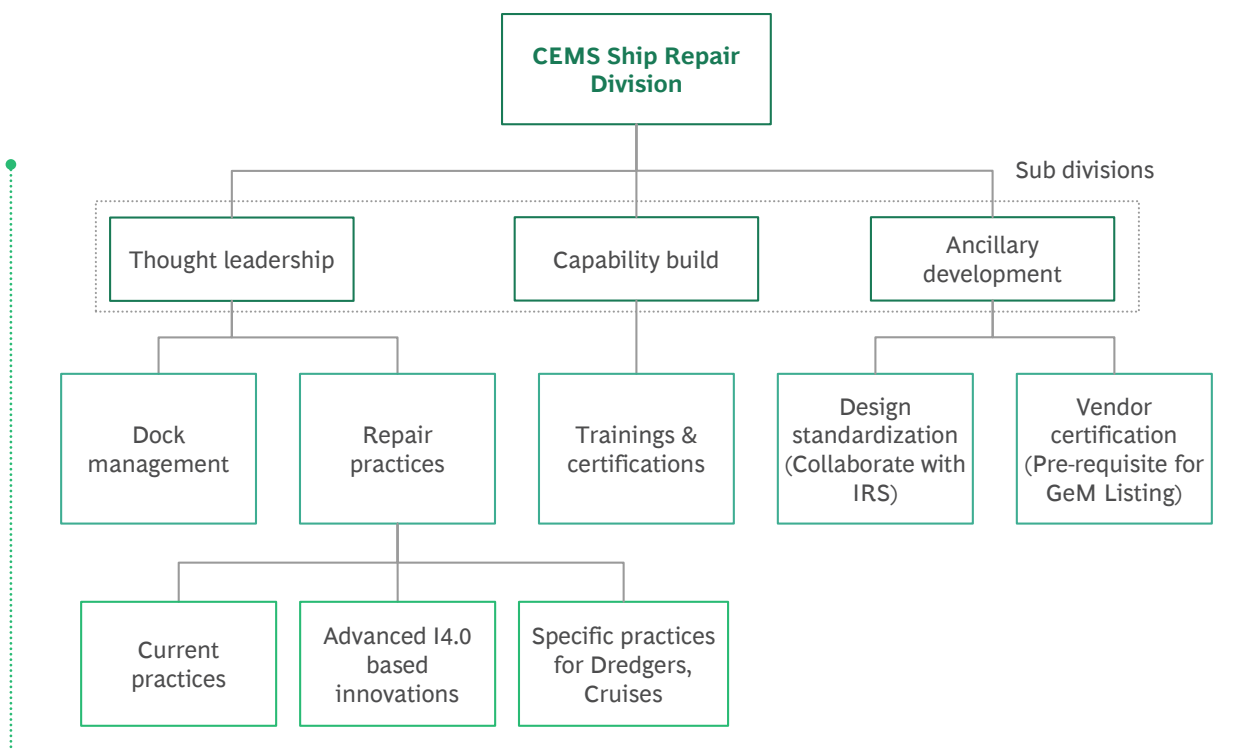 CEMS Ship Repair
Division
Sub divisions
Thought leadership
Capability build
Ancillary
development
Dock
management
Repair
practices
Trainings &
certifications
Design
standardization
(Collaborate with
IRS)
Vendor
certification
(Pre-requisite for
GeM Listing)
Current
practices
Advanced I4.0
based
innovations
Specific practices
for Dredgers,
Cruises